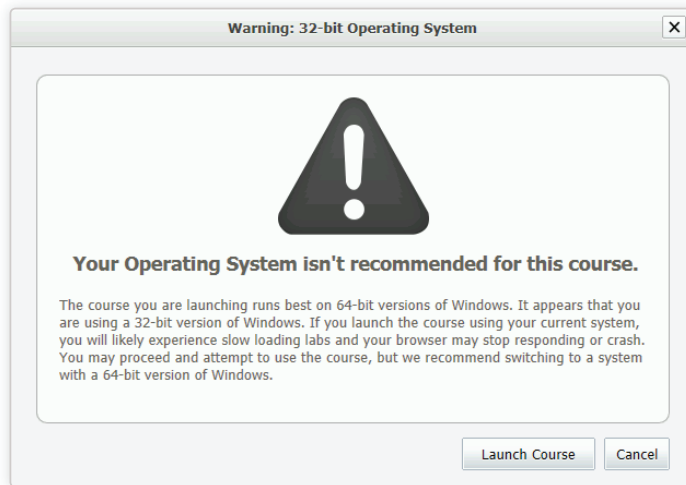 Warning: 32-bit Operating System
Your Operating System isn't recommended for this course.
The course you are launching runs best on 64-bit versions of Windows. It appears that you
are using a 32-bit version of Windows. If you launch the course using your current system,
you will likely experience slow loading labs and your browser may stop responding or crash.
You may proceed and attempt to use the course, but we recommend switching to a system
with a 64-bit version of Windows.
Launch Course
Cancel